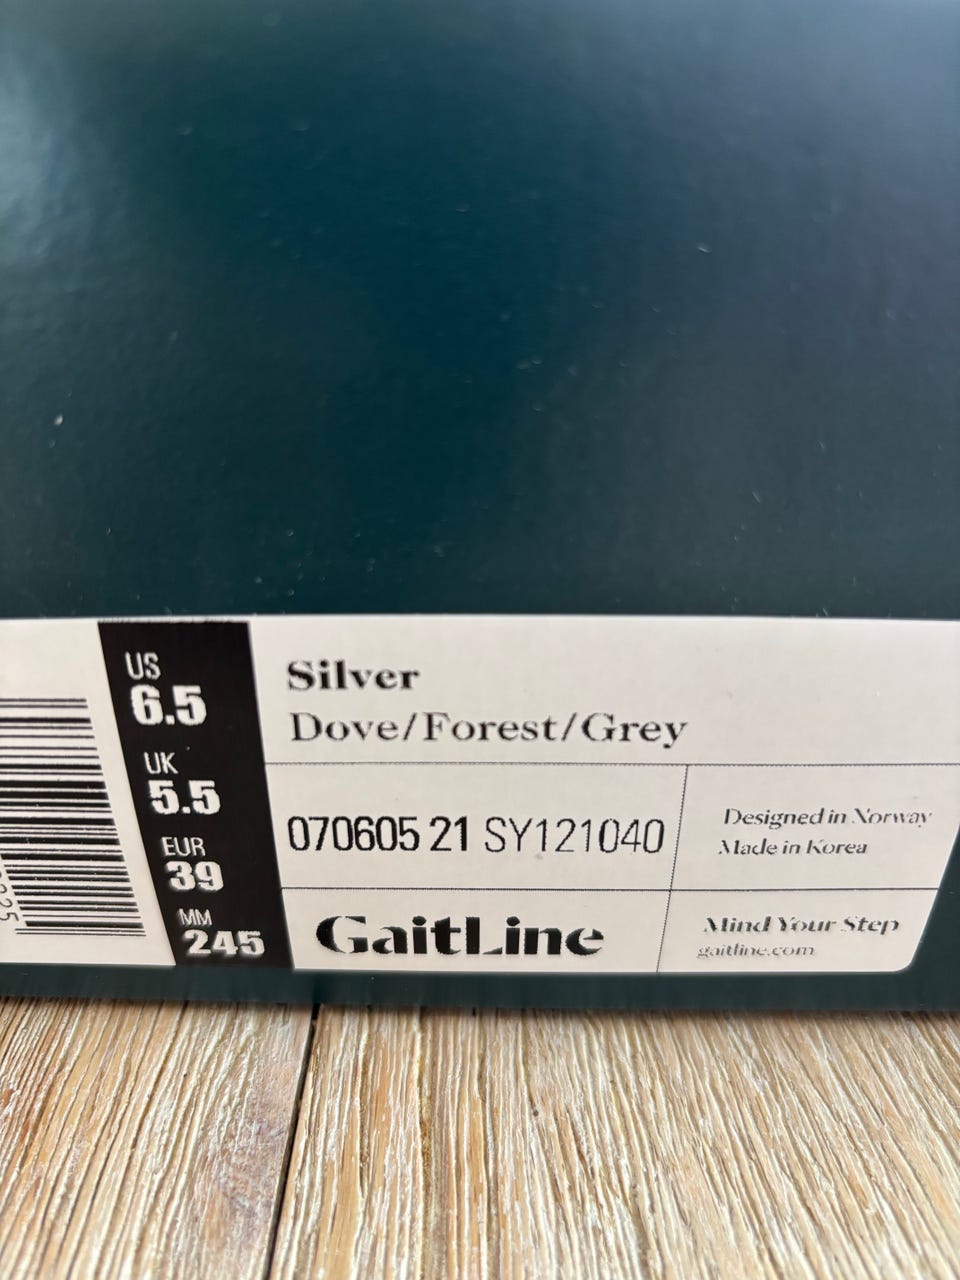 US
6.5
UK
5.5
EUR
39
MM
245
Silver
Dove/Forest/Grey
070605 21 SY121040
Designed in Norway
Made in Korea
GaitLine
Mind Your Step
gaitline.com